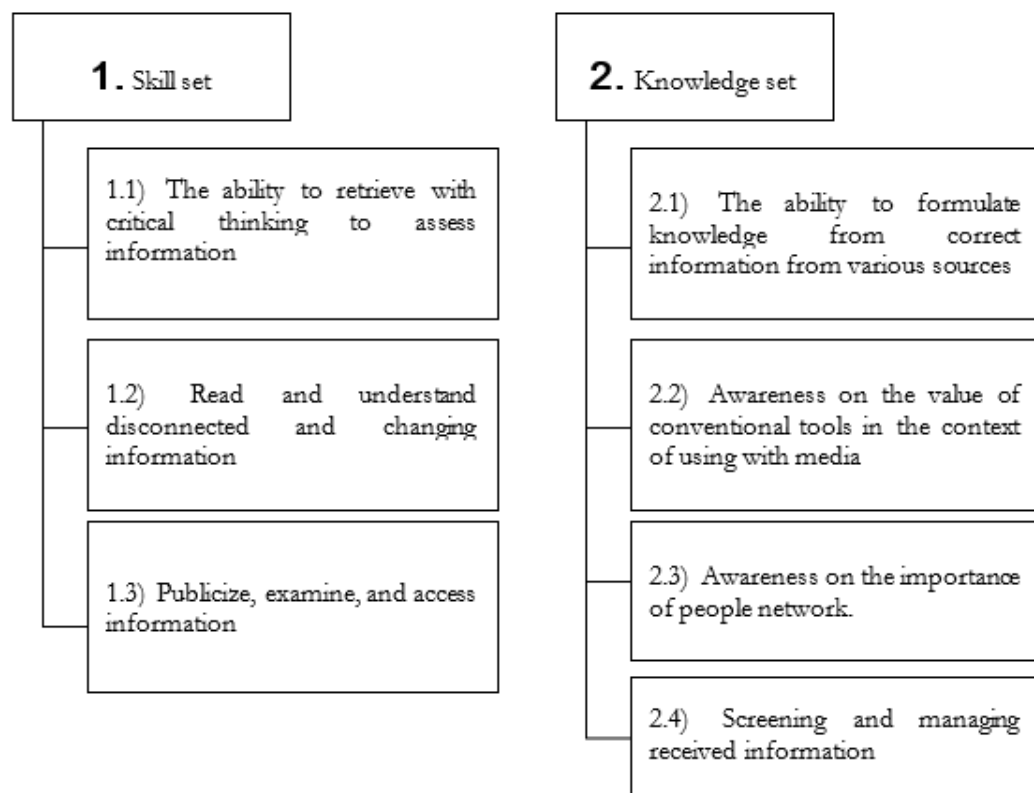 1. Skill set
1.1) The ability to retrieve with
critical thinking to assess
information
1.2) Read and understand
disconnected and changing
information
1.3) Publicize, examine, and access
information
2. Knowledge set
2.1) The ability to formulate
knowledge from correct
information from various sources
2.2) Awareness on the value of
conventional tools in the context
of using with media
2.3) Awareness on the importance
of people network.
2.4) Screening and managing
received information